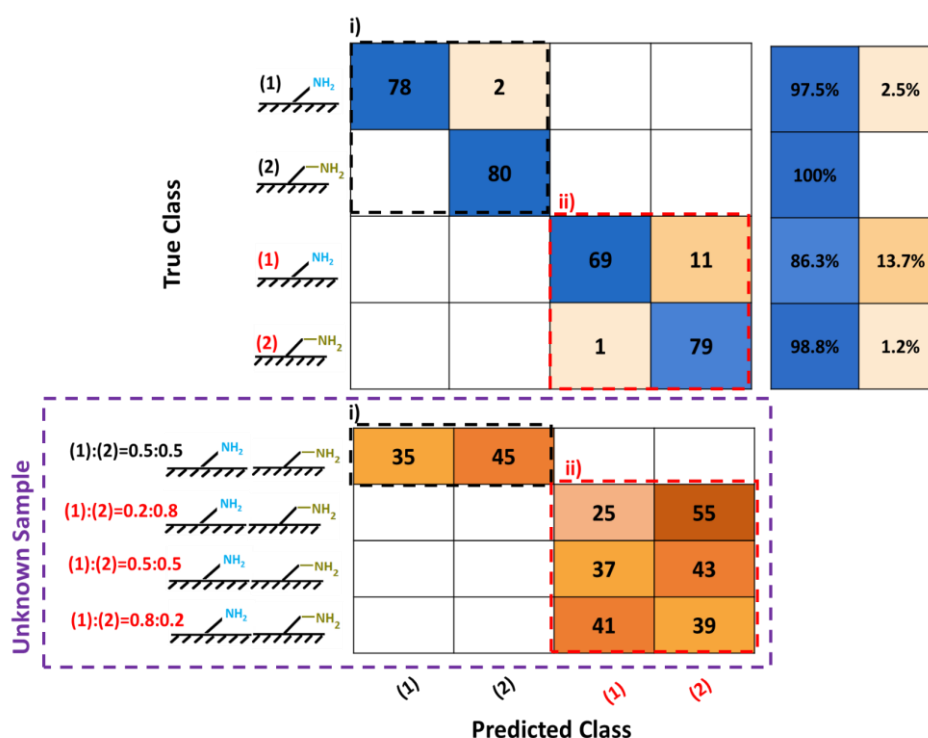 i)
(1) NH2 78 2 97.5% 2.5%
(2) NH2 80 100%
ii)
(1) NH2 69 11 86.3% 13.7%
(2) NH2 1 79 98.8% 1.2%
True Class
i)
(1):(2)=0.5:0.5 NH2 NH2 35 45
ii)
(1):(2)=0.2:0.8 NH2 NH2 25 55
(1):(2)=0.5:0.5 NH2 NH2 37 43
(1):(2)=0.8:0.2 NH2 NH2 41 39
Unknown Sample
(1) (2) (1) (2)
Predicted Class